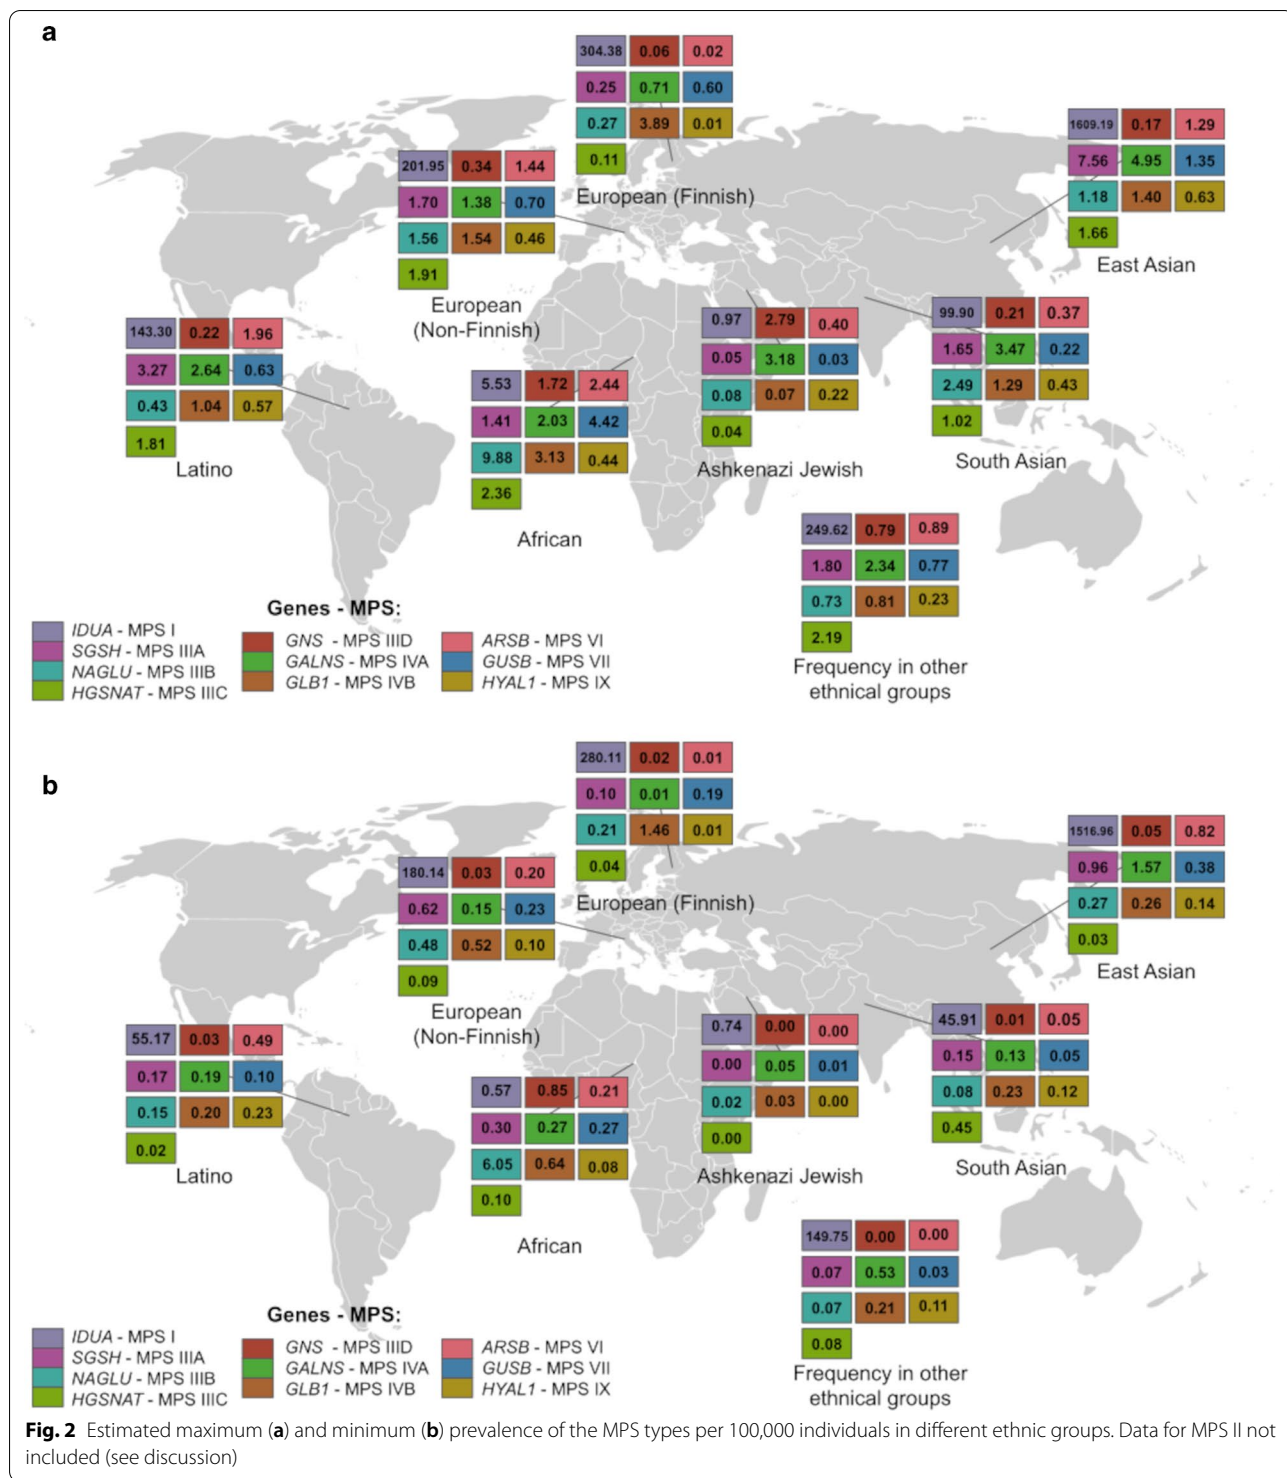 a
304.38 0.06 0.02
0.25 0.71 0.60
0.27 3.89 0.01
0.11
European (Finnish)
201.95 0.34 1.44
1.70 1.38 0.70
1.56 1.54 0.46
1.91
European
(Non-Finnish)
1609.19 0.17 1.29
7.56 4.95 1.35
1.18 1.40 0.63
1.66
East Asian
143.30 0.22 1.96
3.27 2.64 0.63
0.43 1.04 0.57
1.81
Latino
5.53 1.72 2.44
1.41 2.03 4.42
9.88 3.13 0.44
2.36
African
0.97 2.79 0.40
0.05 3.18 0.03
0.08 0.07 0.22
0.04
Ashkenazi Jewish
99.90 0.21 0.37
1.65 3.47 0.22
2.49 1.29 0.43
1.02
South Asian
249.62 0.79 0.89
1.80 2.34 0.77
0.73 0.81 0.23
2.19
Frequency in other
ethnical groups
Genes - MPS:
IDUA - MPS I
SGSH - MPS IIIA
NAGLU - MPS IIIB
HGSNAT - MPS IIIC
GNS - MPS IIID
GALNS - MPS IVA
GLB1 - MPS IVB
ARSB - MPS VI
GUSB - MPS VII
HYAL1 - MPS IX
b
280.11 0.02 0.01
0.10 0.01 0.19
0.21 1.46 0.01
0.04
European (Finnish)
180.14 0.03 0.20
0.62 0.15 0.23
0.48 0.52 0.10
0.09
European
(Non-Finnish)
1516.96 0.05 0.82
0.96 1.57 0.38
0.27 0.26 0.14
0.03
East Asian
55.17 0.03 0.49
0.17 0.19 0.10
0.15 0.20 0.23
0.02
Latino
0.57 0.85 0.21
0.30 0.27 0.27
6.05 0.64 0.08
0.10
African
0.74 0.00 0.00
0.00 0.05 0.01
0.02 0.03 0.00
0.00
Ashkenazi Jewish
45.91 0.01 0.05
0.15 0.13 0.05
0.08 0.23 0.12
0.45
South Asian
149.75 0.00 0.00
0.07 0.53 0.03
0.07 0.21 0.11
0.08
Frequency in other
ethnical groups
Genes - MPS:
IDUA - MPS I
SGSH - MPS IIIA
NAGLU - MPS IIIB
HGSNAT - MPS IIIC
GNS - MPS IIID
GALNS - MPS IVA
GLB1 - MPS IVB
ARSB - MPS VI
GUSB - MPS VII
HYAL1 - MPS IX
Fig. 2 Estimated maximum (a) and minimum (b) prevalence of the MPS types per 100,000 individuals in different ethnic groups. Data for MPS II not
included (see discussion)